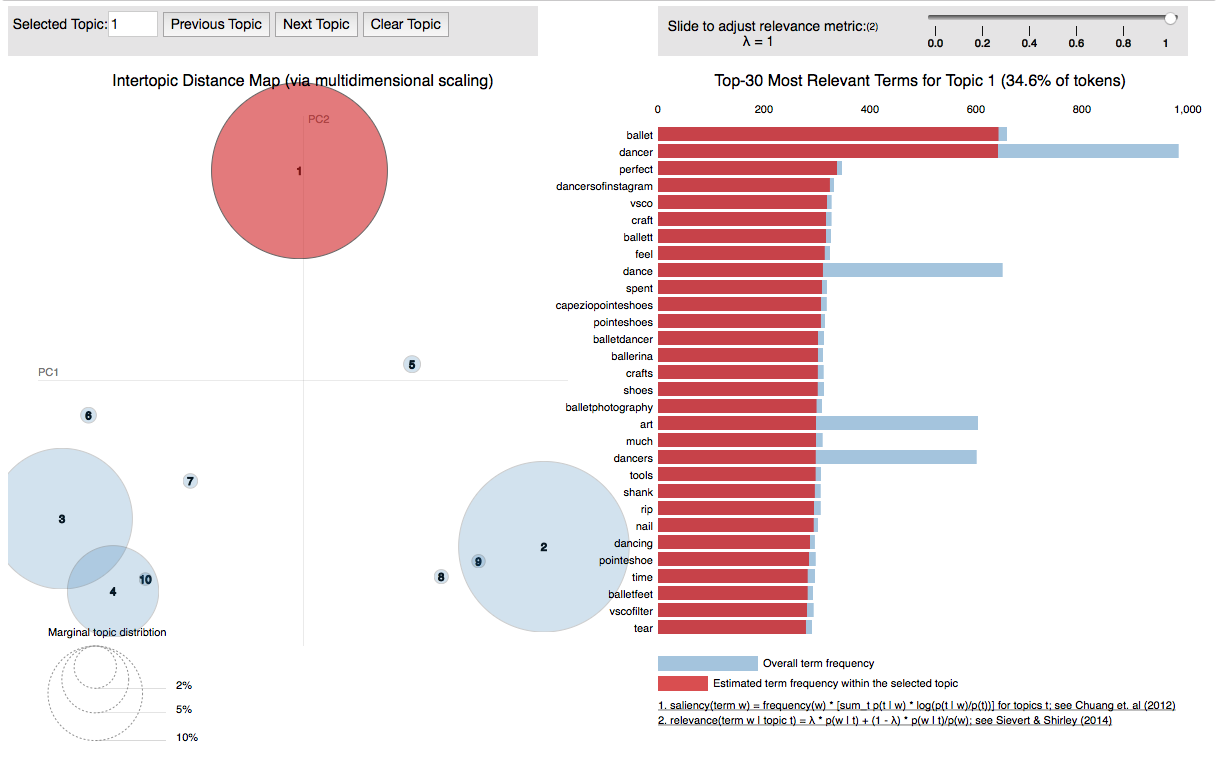 Selected Topic: 1 Previous Topic Next Topic Clear Topic
Slide to adjust relevance metric:(2)
λ = 1
0.0 0.2 0.4 0.6 0.8 1
Intertopic Distance Map (via multidimensional scaling)
PC2
PC1
1
5
6
7
3
2
9
8
10
4
Marginal topic distribtion
2%
5%
10%
Top-30 Most Relevant Terms for Topic 1 (34.6% of tokens)
0 200 400 600 800 1,000
ballet
dancer
perfect
dancersofinstagram
vsco
craft
ballett
feel
dance
spent
capeziopointeshoes
pointeshoes
balletdancer
ballerina
crafts
shoes
balletphotography
art
much
dancers
tools
shank
rip
nail
dancing
pointeshoe
time
balletfeet
vscofilter
tear
Overall term frequency
Estimated term frequency within the selected topic
1. saliency(term w) = frequency(w) * [sum_t p(t | w) * log(p(t | w)/p(t))] for topics t; see Chuang et. al (2012)
2. relevance(term w | topic t) = λ * p(w | t) + (1 - λ) * p(w | t)/p(w); see Sievert & Shirley (2014)